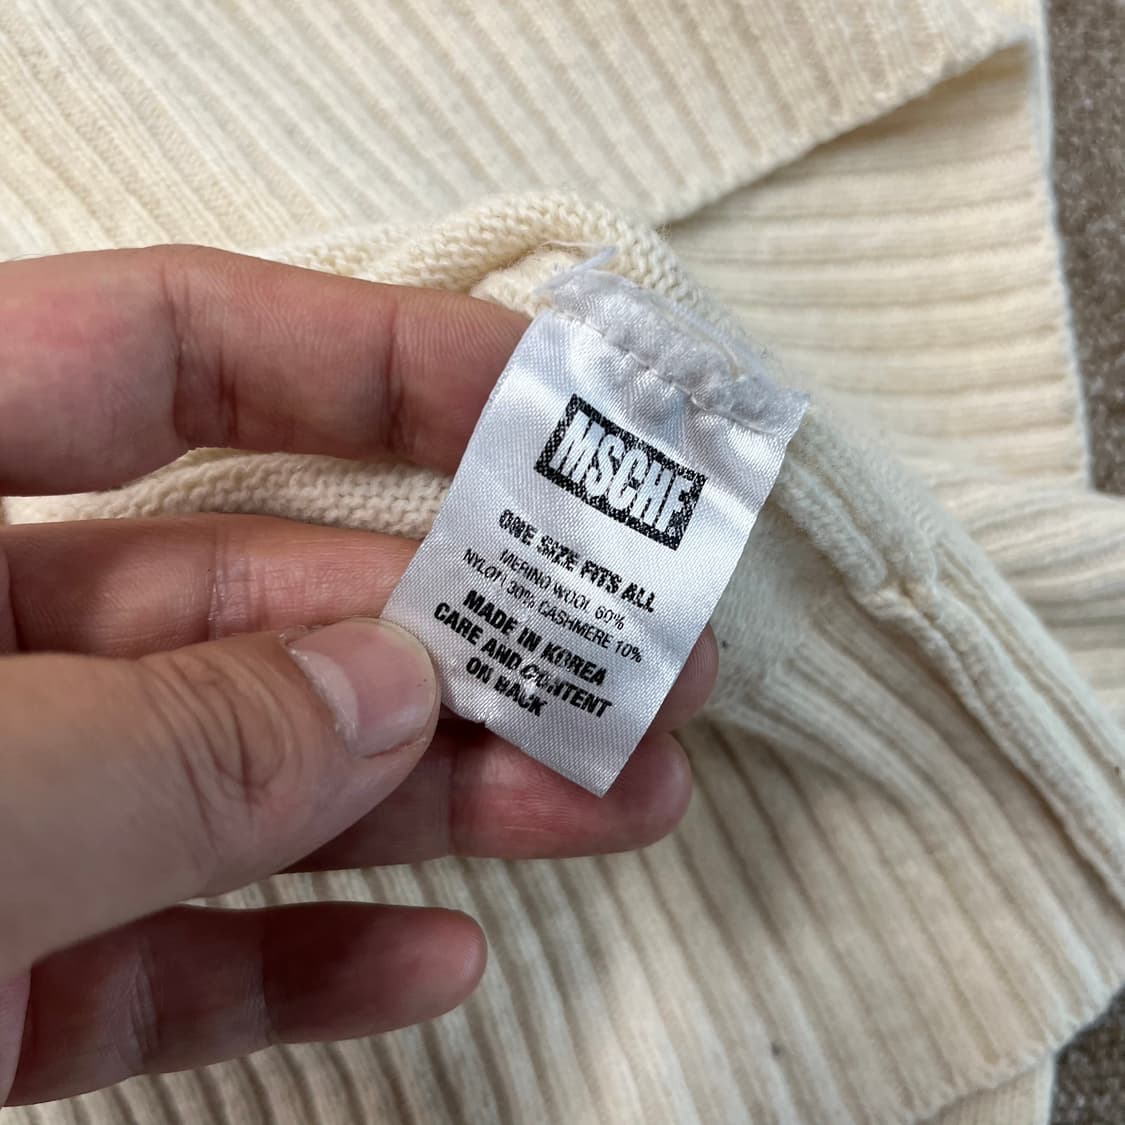 MSCHF
ONE SIZE FITS ALL
MERINO WOOL 60%
NYLON 30% CASHMERE 10%
MADE IN KOREA
CARE AND CONTENT
ON BACK